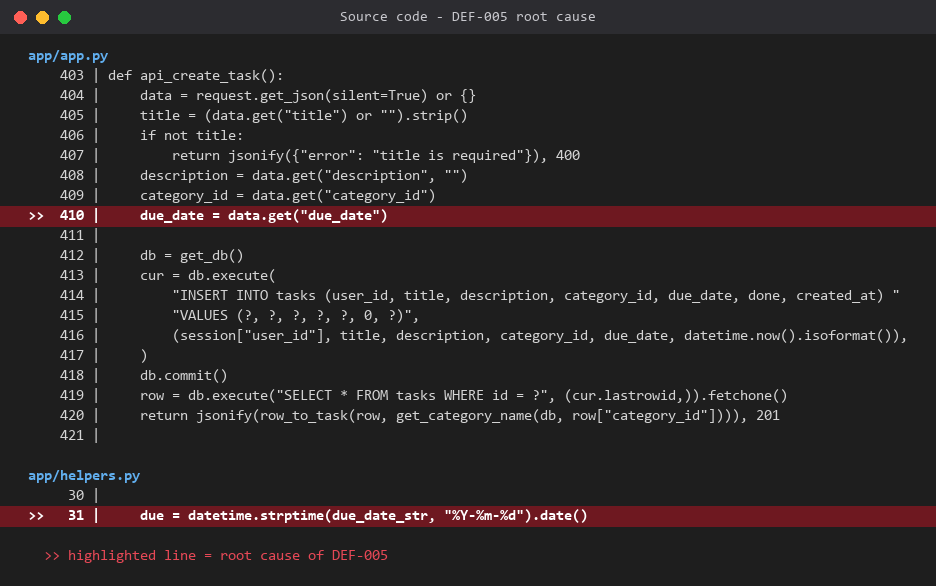 Source code - DEF-005 root cause
app/app.py
403 | def api_create_task():
404 |     data = request.get_json(silent=True) or {}
405 |     title = (data.get("title") or "").strip()
406 |     if not title:
407 |         return jsonify({"error": "title is required"}), 400
408 |     description = data.get("description", "")
409 |     category_id = data.get("category_id")
>> 410 |     due_date = data.get("due_date")
411 |
412 |     db = get_db()
413 |     cur = db.execute(
414 |         "INSERT INTO tasks (user_id, title, description, category_id, due_date, done, created_at) "
415 |         "VALUES (?, ?, ?, ?, ?, 0, ?)",
416 |         (session["user_id"], title, description, category_id, due_date, datetime.now().isoformat()),
417 |     )
418 |     db.commit()
419 |     row = db.execute("SELECT * FROM tasks WHERE id = ?", (cur.lastrowid,)).fetchone()
420 |     return jsonify(row_to_task(row, get_category_name(db, row["category_id"]))), 201
421 |
app/helpers.py
30 |
>> 31 |     due = datetime.strptime(due_date_str, "%Y-%m-%d").date()
>> highlighted line = root cause of DEF-005